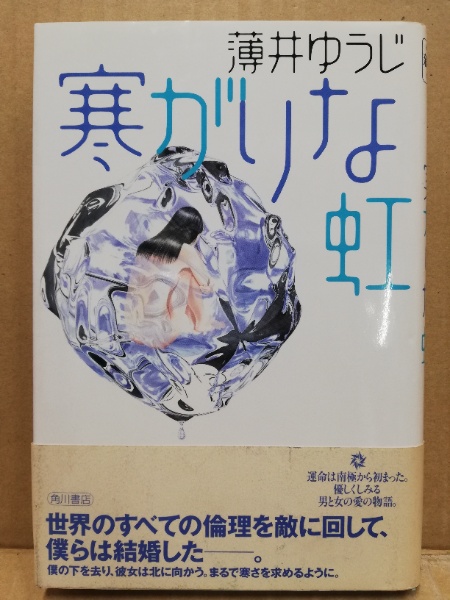 薄井ゆうじ
寒がりな
虹
運命は南極から初まった。
優しくしみる
男と女の愛の物語。
角川書店
世界のすべての倫理を敵に回して、
僕らは結婚した――。
僕の下を去り、彼女は北に向かう。まるで寒さを求めるように。